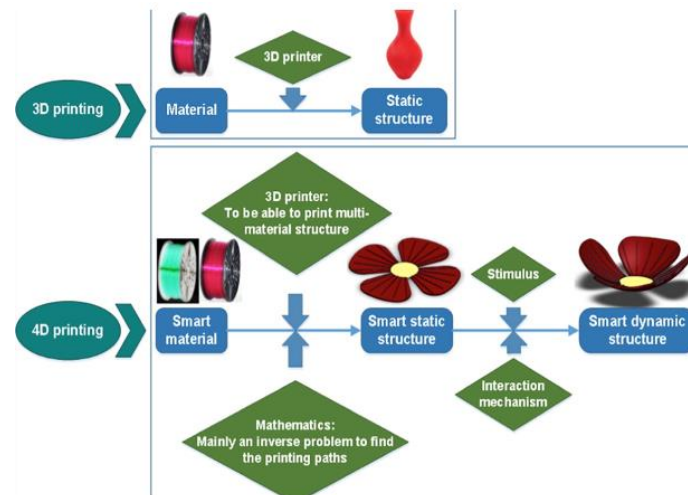 3D printer
3D printing
Material
Static
structure
3D printer:
To be able to print multi-
material structure
Stimulus
4D printing
Smart
material
Smart static
structure
Smart dynamic
structure
Interaction
mechanism
Mathematics:
Mainly an inverse problem to find
the printing paths